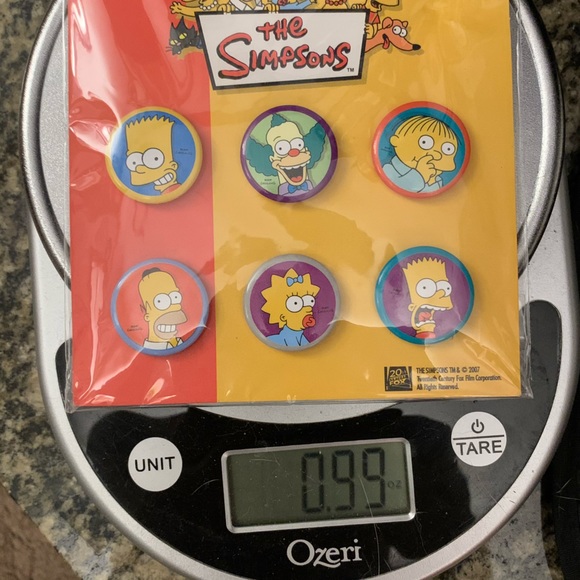 THE
SIMPSONS™
20th
CENTURY
FOX
THE SIMPSONS TM & © 2007
Twentieth Century Fox Film Corporation.
All Rights Reserved.
UNIT
0.99 oz
TARE
Ozeri